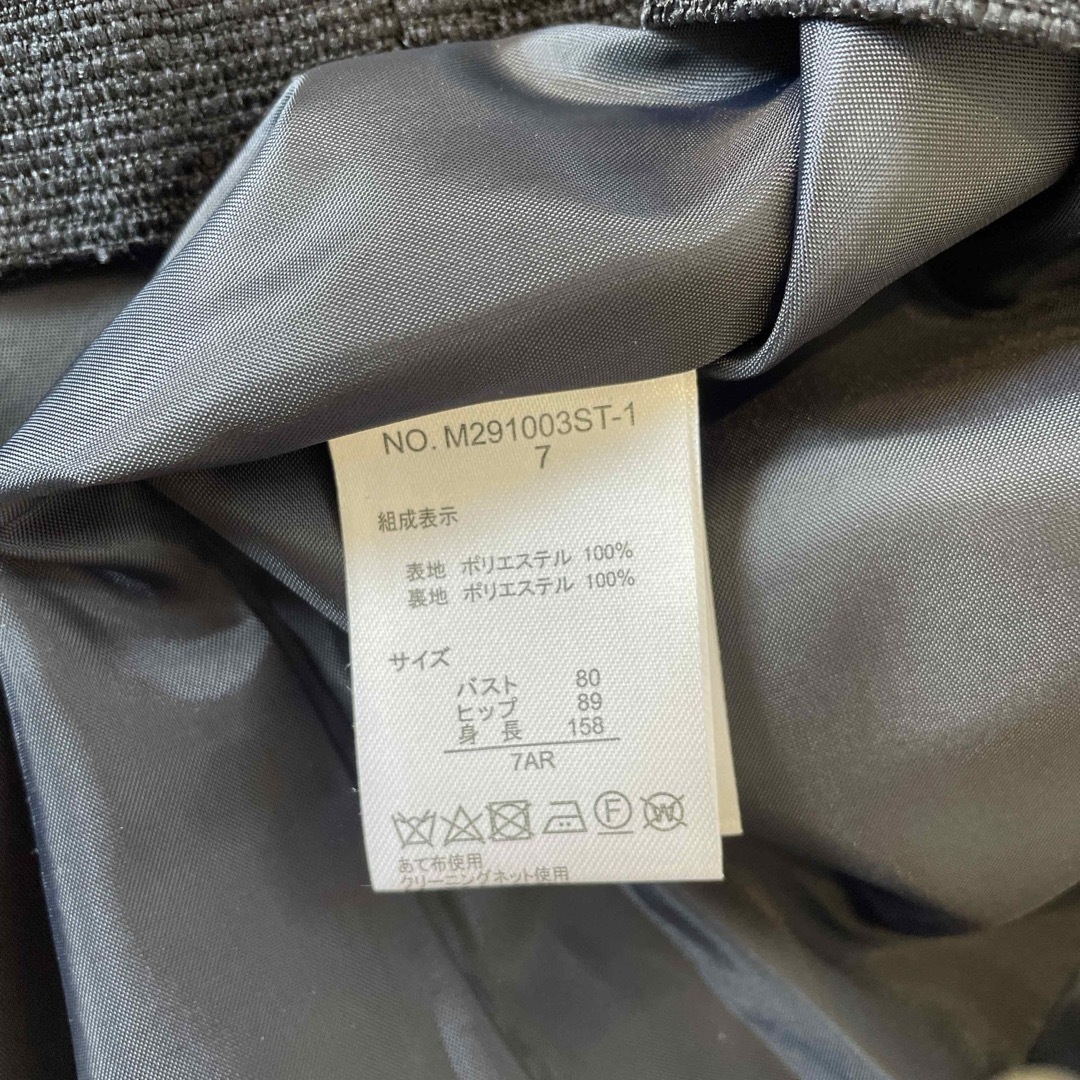 NO. M291003ST-1
7
組成表示
表地 ポリエステル 100%
裏地 ポリエステル 100%
サイズ
バスト 80
ヒップ 89
身 長 158
7AR
F W
あて布使用
クリーニングネット使用